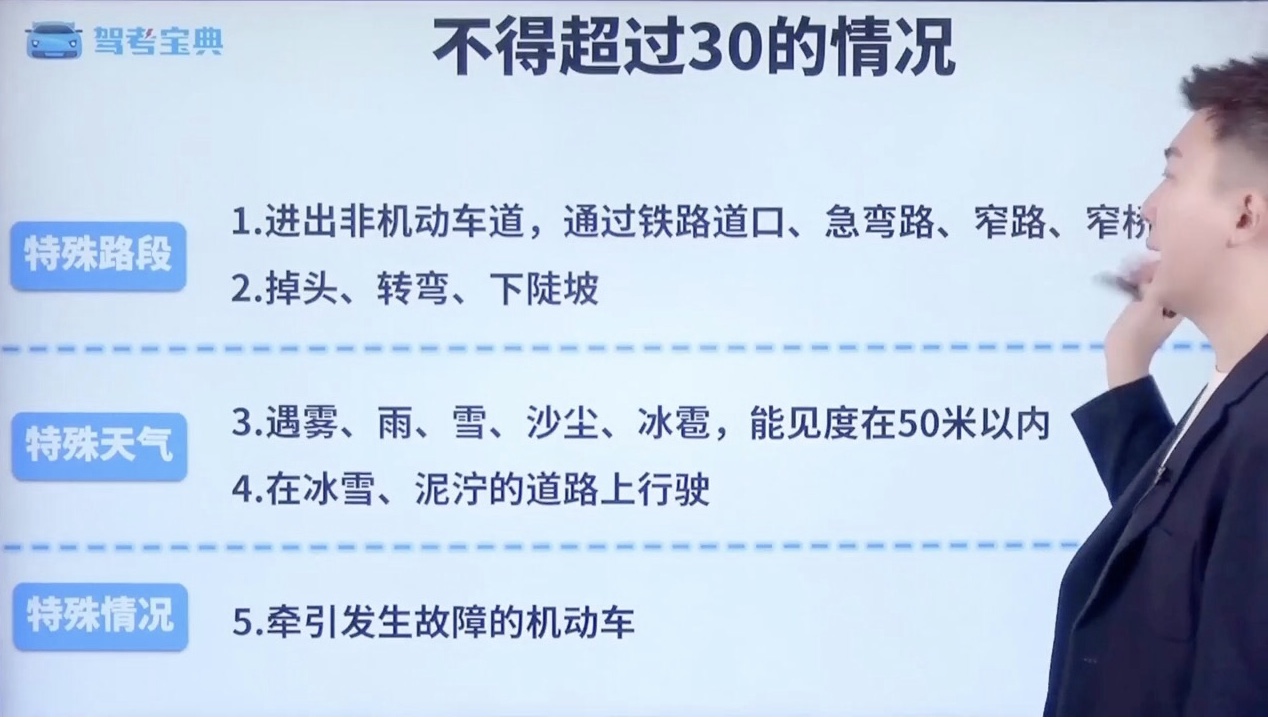 驾考宝典
不得超过30的情况
特殊路段
1.进出非机动车道，通过铁路道口、急弯路、窄路、窄桥
2.掉头、转弯、下陡坡
特殊天气
3.遇雾、雨、雪、沙尘、冰雹，能见度在50米以内
4.在冰雪、泥泞的道路上行驶
特殊情况
5.牵引发生故障的机动车